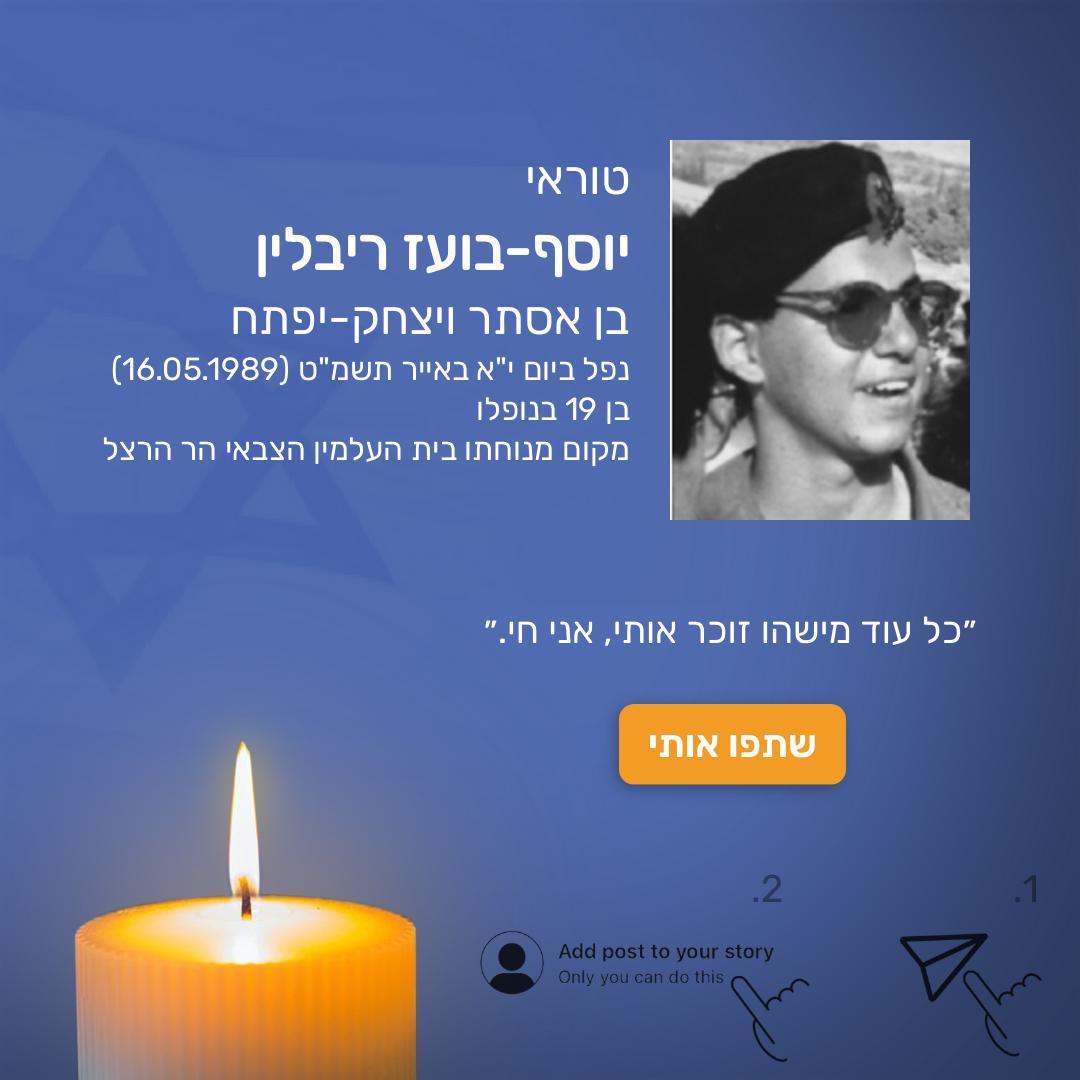 טוראי
יוסף-בועז ריבלין
בן אסתר ויצחק-יפתח
נפל ביום י"א באייר תשמ"ט (16.05.1989)
בן 19 בנופלו
מקום מנוחתו בית העלמין הצבאי הר הרצל
״כל עוד מישהו זוכר אותי, אני חי.״
שתפו אותי
.1
.2
Add post to your story
Only you can do this